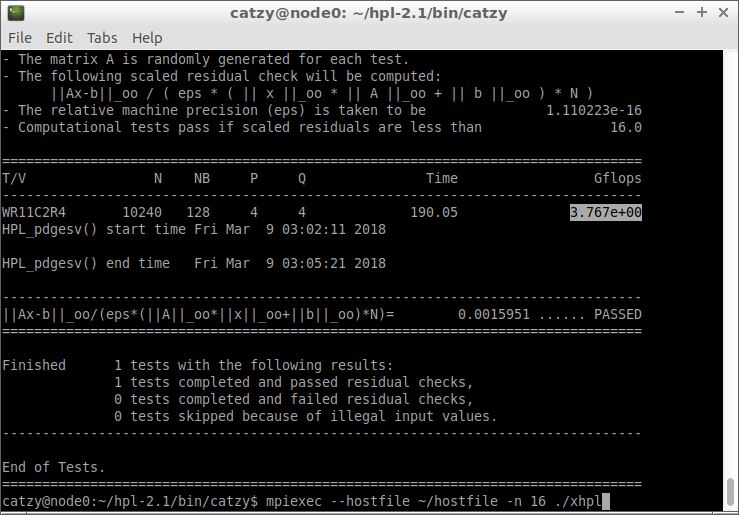 catzy@node0: ~/hpl-2.1/bin/catzy
File Edit Tabs Help
- The matrix A is randomly generated for each test.
- The following scaled residual check will be computed:
      ||Ax-b||_oo / ( eps * ( || x ||_oo * || A ||_oo + || b ||_oo ) * N )
- The relative machine precision (eps) is taken to be               1.110223e-16
- Computational tests pass if scaled residuals are less than                16.0
================================================================================
T/V                N    NB     P     Q               Time                 Gflops
--------------------------------------------------------------------------------
WR11C2R4       10240   128     4     4             190.05              3.767e+00
HPL_pdgesv() start time Fri Mar  9 03:02:11 2018
HPL_pdgesv() end time   Fri Mar  9 03:05:21 2018
--------------------------------------------------------------------------------
||Ax-b||_oo/(eps*(||A||_oo*||x||_oo+||b||_oo)*N)=        0.0015951 ...... PASSED
================================================================================
Finished      1 tests with the following results:
              1 tests completed and passed residual checks,
              0 tests completed and failed residual checks,
              0 tests skipped because of illegal input values.
--------------------------------------------------------------------------------
End of Tests.
================================================================================
catzy@node0:~/hpl-2.1/bin/catzy$ mpiexec --hostfile ~/hostfile -n 16 ./xhpl